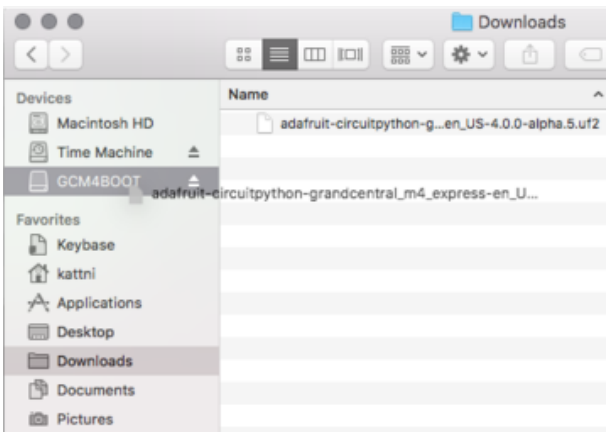 Downloads
Devices
Macintosh HD
Time Machine
GCM4BOOT
Favorites
Keybase
kattni
Applications
Desktop
Downloads
Documents
Pictures
Name
adafruit-circuitpython-g...en_US-4.0.0-alpha.5.uf2
adafruit-circuitpython-grandcentral_m4_express-en_U...